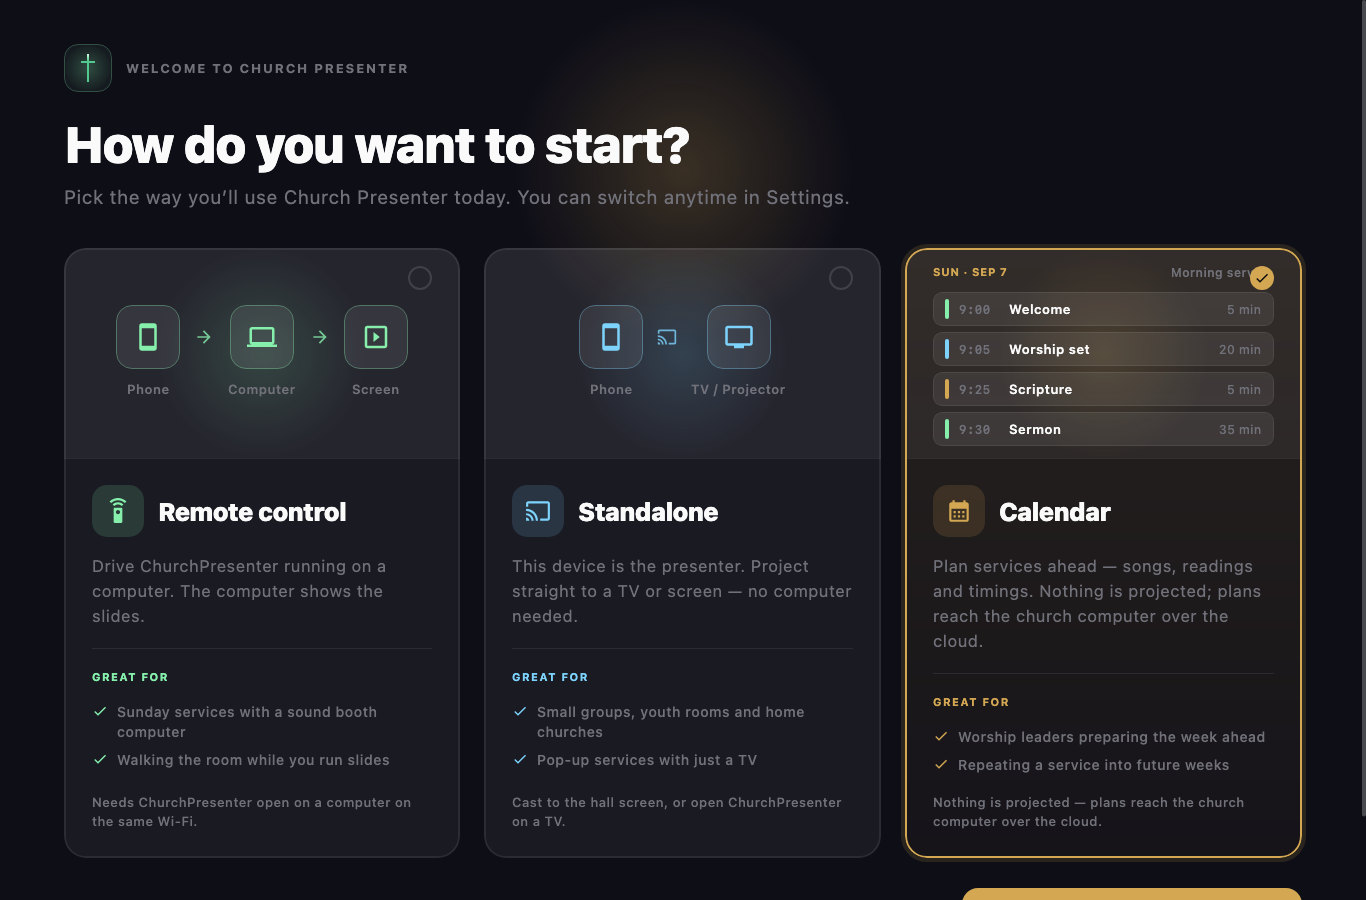 WELCOME TO CHURCH PRESENTER
How do you want to start?
Pick the way you’ll use Church Presenter today. You can switch anytime in Settings.
Phone
Computer
Screen
Remote control
Drive ChurchPresenter running on a
computer. The computer shows the
slides.
GREAT FOR
Sunday services with a sound booth
computer
Walking the room while you run slides
Needs ChurchPresenter open on a computer on
the same Wi-Fi.
Phone
TV / Projector
Standalone
This device is the presenter. Project
straight to a TV or screen — no computer
needed.
GREAT FOR
Small groups, youth rooms and home
churches
Pop-up services with just a TV
Cast to the hall screen, or open ChurchPresenter
on a TV.
SUN · SEP 7 Morning
9:00 Welcome 5 min
9:05 Worship set 20 min
9:25 Scripture 5 min
9:30 Sermon 35 min
Calendar
Plan services ahead — songs, readings
and timings. Nothing is projected; plans
reach the church computer over the
cloud.
GREAT FOR
Worship leaders preparing the week ahead
Repeating a service into future weeks
Nothing is projected — plans reach the church
computer over the cloud.